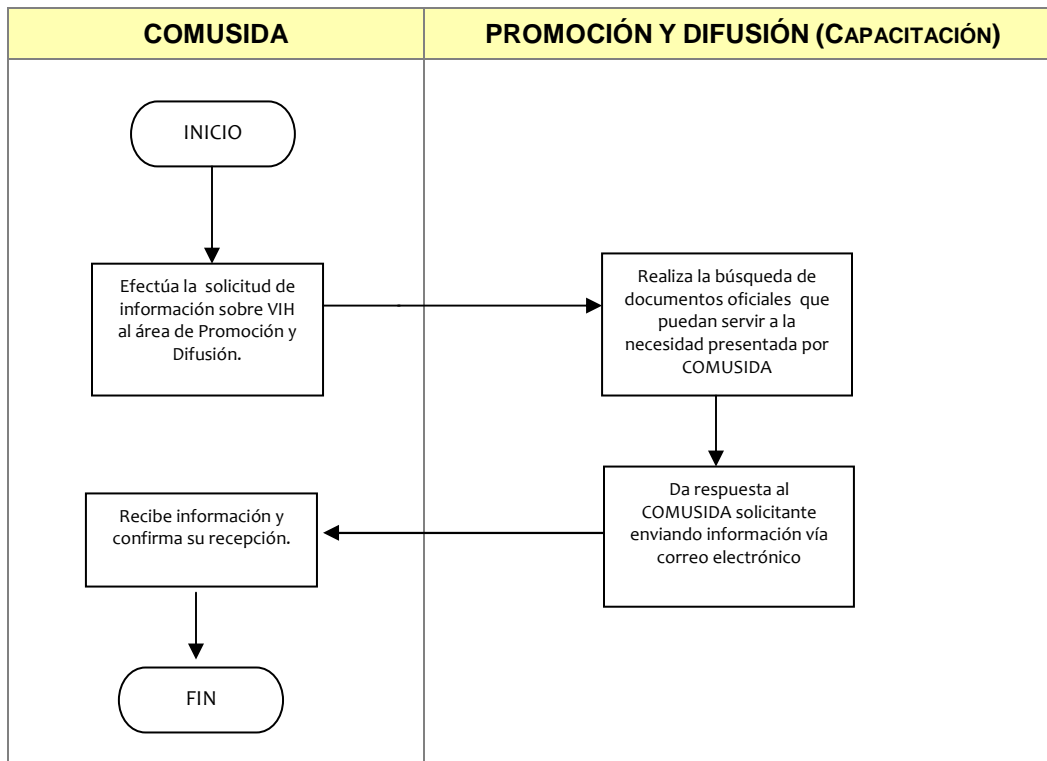 COMUSIDA
PROMOCIÓN Y DIFUSIÓN (CAPACITACIÓN)
INICIO
Efectúa la solicitud de
información sobre VIH
al área de Promoción y
Difusión.
Realiza la búsqueda de
documentos oficiales que
puedan servir a la
necesidad presentada por
COMUSIDA
Da respuesta al
COMUSIDA solicitante
enviando información vía
correo electrónico
Recibe información y
confirma su recepción.
FIN